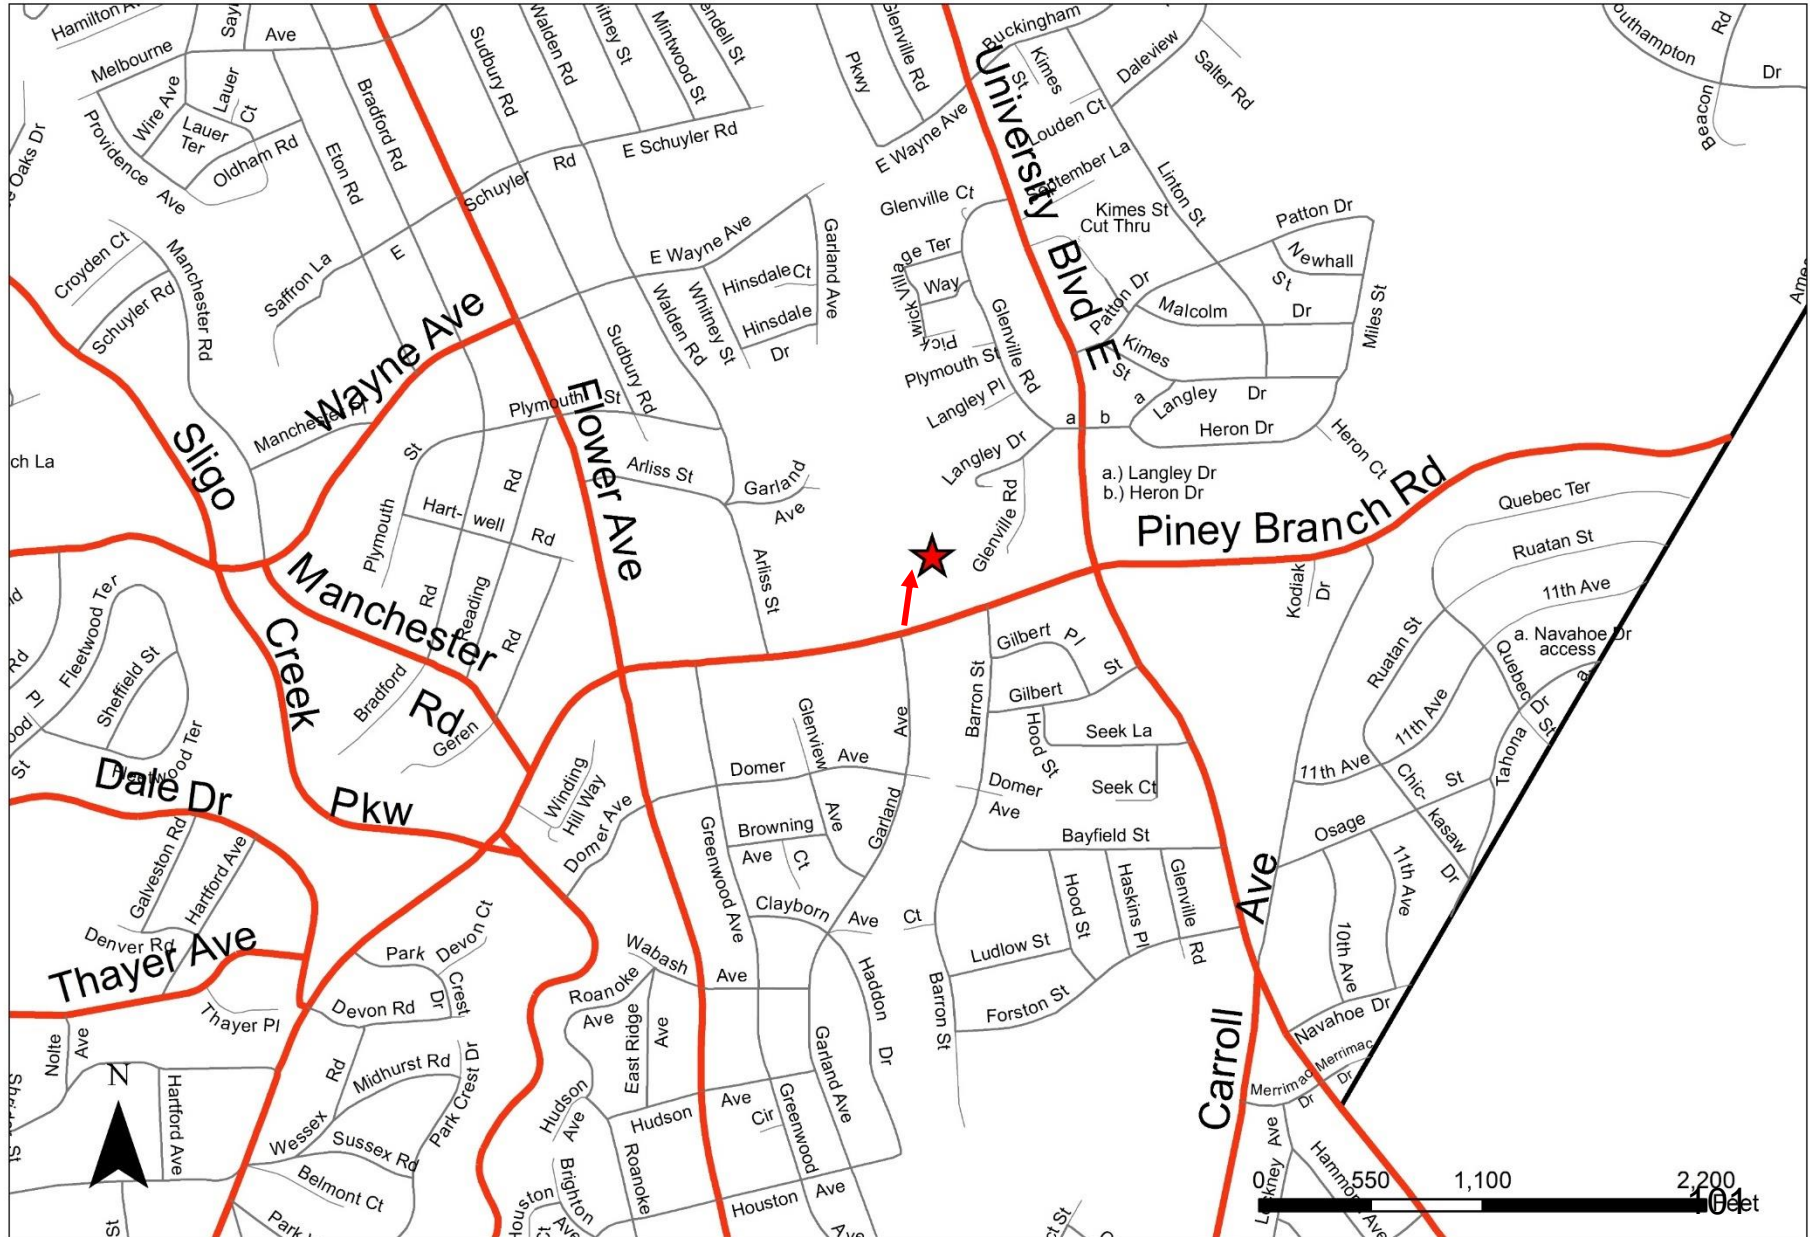 Hamilton A
Ave
Melbourne
Wire Ave
Lauer
Ct
Lauer
Ter
Oldham Rd
Providence
Ave
Oaks Dr
Eton Rd
Bradford Rd
Sudbury Rd
Walden Rd
Mintwood St
Rd
E Schuyler Rd
Schuyler
E
Saffron La
Croyden Ct
Schuyler Rd
Manchester Rd
Wayne Ave
Manchester Pl
Sligo
Creek
Pkw
E Wayne Ave
Garland Ave
Hinsdale Ct
Hinsdale
Dr
Whitney St
Walden Rd
Sudbury Rd
Plymouth St
Flower Ave
Arliss St
Garland
Ave
Arliss St
Plymouth
St
Hart-
well
Rd
Rd
Reading
Rd
Bradford
Rd
Manchester
Rd
Geren
Pkwy
Glenville Rd
E Wayne Ave
University
Blvd E
Buckingham
St
Kimes
Daleview
Salter Rd
Louden Ct
September La
Linton St
Kimes St
Cut Thru
Patton Dr
Newhall
St
Patton Dr
Malcolm
Dr
Miles St
Kimes
St
Langley
Dr
Heron Dr
Heron Ct
a
b
a
a.) Langley Dr
b.) Heron Dr
Glenville Ct
Way
Glenville Rd
Plymouth St
Langley Pl
Langley Dr
Glenville Rd
Piney Branch Rd
Southampton
Dr
Rd
Beacon
Quebec Ter
Ruatan St
11th Ave
a. Navahoe Dr
access
a
Quebec
St
Dr
Tahona
Ruatan St
11th Ave
11th Ave
Chic-
kasaw
Dr
Osage
St
11th Ave
10th Ave
Kodiak
Dr
Navahoe Dr
Merrimac
Dr
Merrimac
Dr
Carroll
Ave
Gilbert
Pl
Gilbert
St
Barron St
Hood St
Seek La
Seek Ct
Domer
Ave
Bayfield St
Hood St
Haskins Pl
Glenville
Rd
Ludlow St
Forston St
Barron St
Ct
Glenview
Ave
Domer
Ave
Ave
Garland
Browning
Ave
Ct
Greenwood Ave
Clayborn
Ave
Haddon
Dr
Garland Ave
Greenwood
Cir
Ave
Hudson
Houston
Ave
Wabash
Ave
Roanoke
Ave
East Ridge
Ave
Hudson
Ave
Roanoke
Brighton
Ave
Winding
Hill Way
Domer Ave
Fleetwood Ter
Sheffield St
Fleetwood Ter
Dale Dr
Galveston Rd
Hartford Ave
Denver Rd
Thayer Ave
Thayer Pl
Park
Crest
Dr
Devon Ct
Devon Rd
Midhurst Rd
Park Crest Dr
Wessex
Rd
Sussex Rd
Belmont Ct
Nolte
Ave
Hartford Ave
N
0 550 1,100 2,200
Feet
101